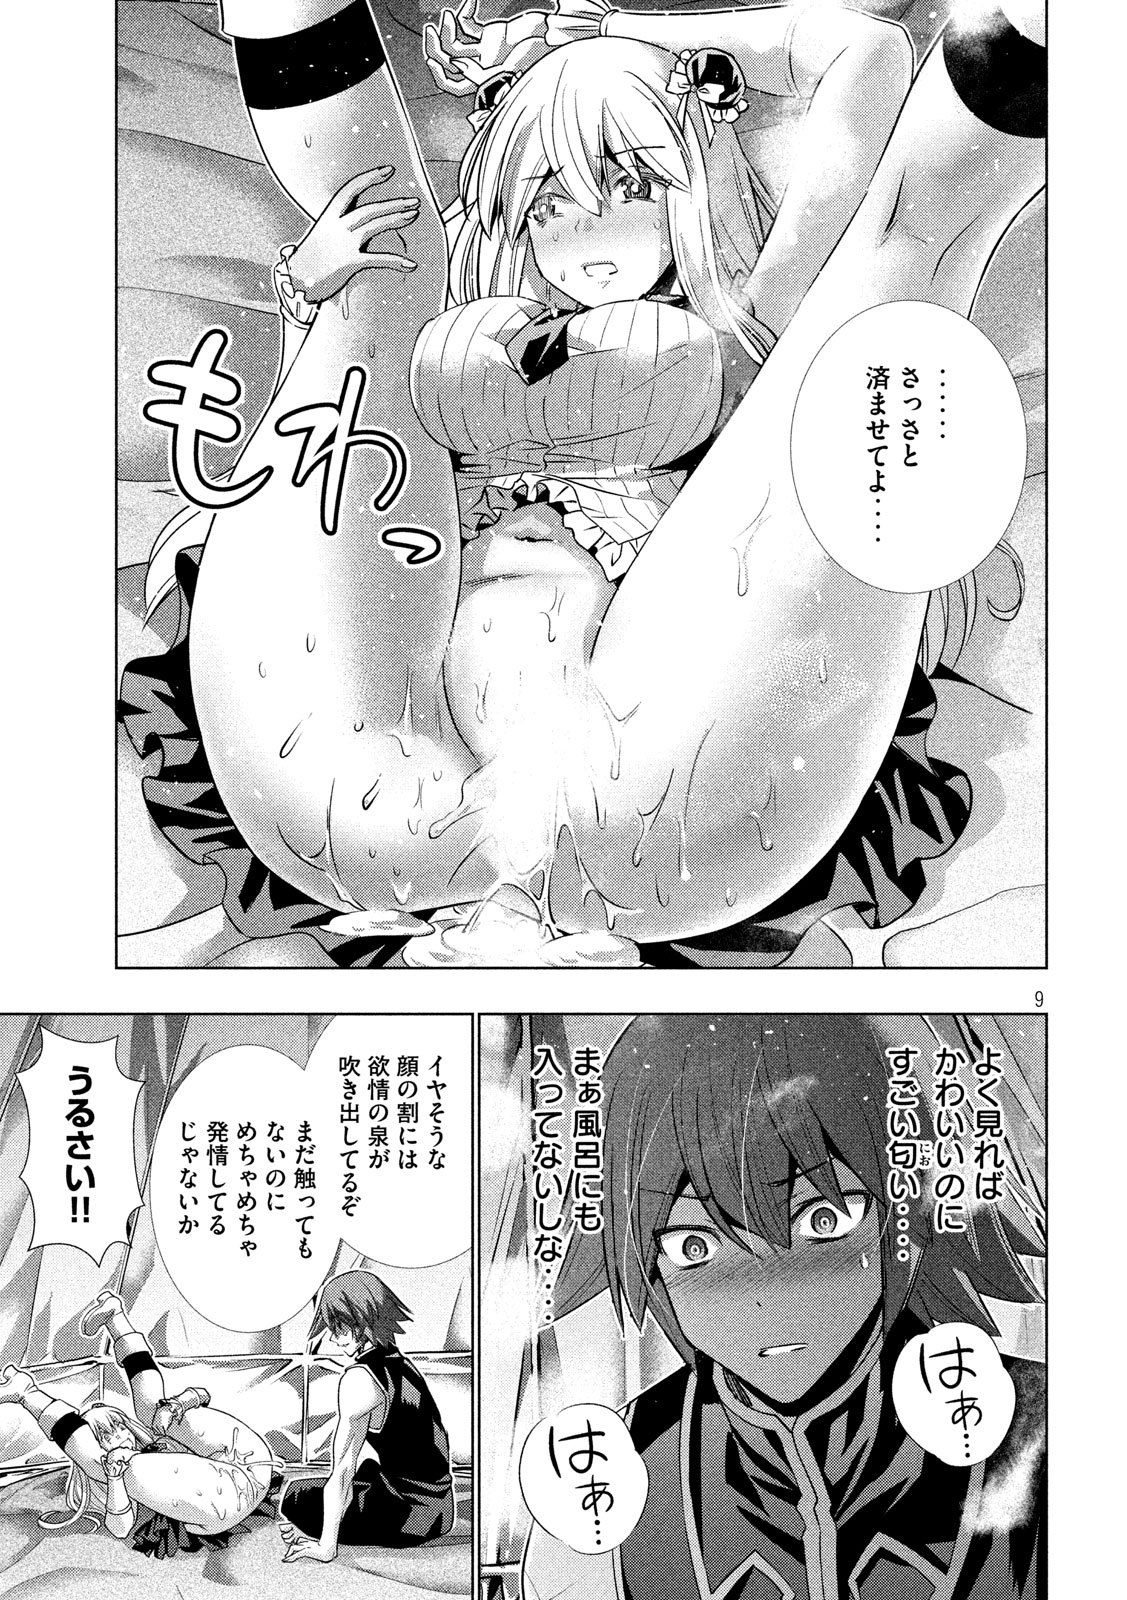 ‥‥‥
さっさと
済ませてよ‥‥
もわっ
9
よく見れば
かわいいのに
すごい匂い‥‥‥
にお
まぁ風呂にも
入ってないしな‥‥
はぁ…
はぁ…
イヤそうな
顔の割には
欲情の泉が
吹き出してるぞ
まだ触っても
ないのに
めちゃめちゃ
発情してる
じゃないか
うるさい!!